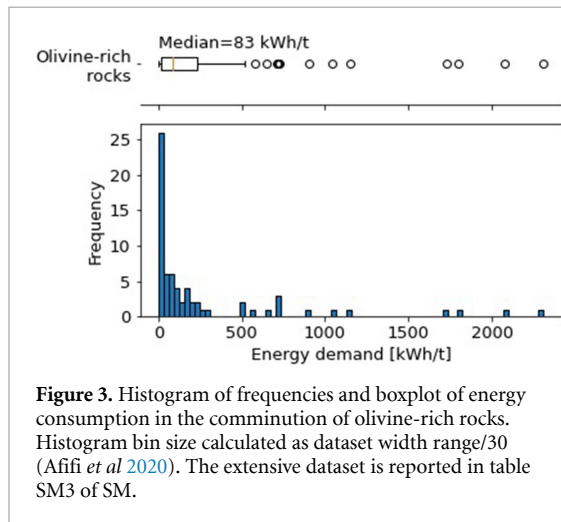 Median=83 kWh/t
Olivine-rich
rocks
25
20
15
10
5
0
Frequency
0 500 1000 1500 2000
Energy demand [kWh/t]
Figure 3. Histogram of frequencies and boxplot of energy
consumption in the comminution of olivine-rich rocks.
Histogram bin size calculated as dataset width range/30
(Afifi et al 2020). The extensive dataset is reported in table
SM3 of SM.